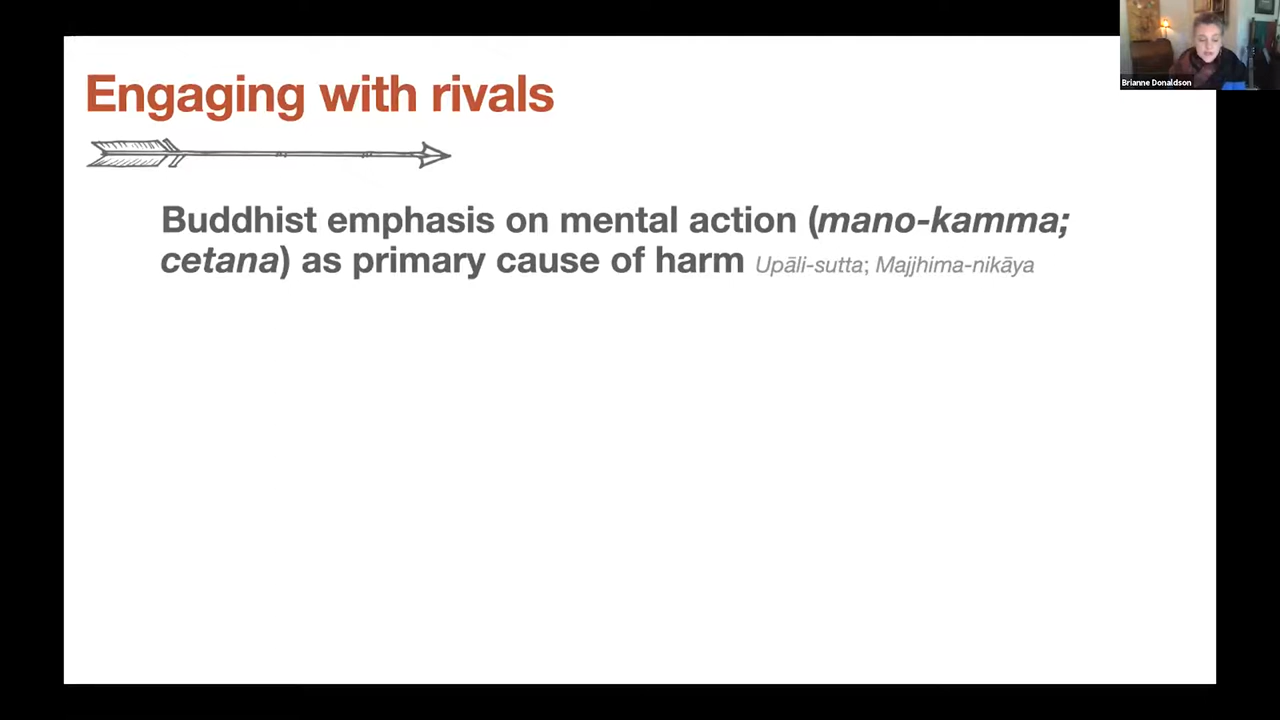 Brianne Donaldson
Engaging with rivals
Buddhist emphasis on mental action (mano-kamma;
cetana) as primary cause of harm Upāli-sutta; Majjhima-nikāya